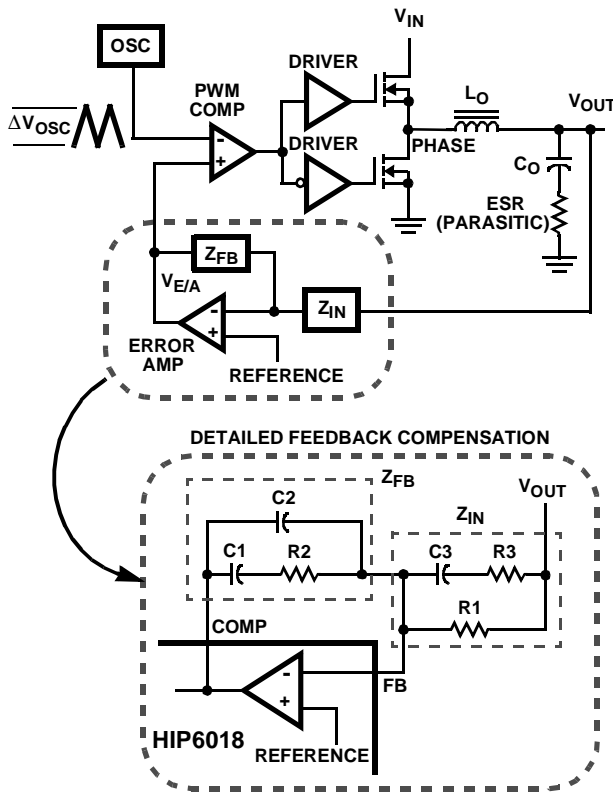 V_IN
OSC
DRIVER
L_O
PWM
COMP
V_OUT
ΔV_OSC
-
+
DRIVER
PHASE
C_O
ESR
(PARASITIC)
Z_FB
V_E/A
-
+
Z_IN
ERROR
AMP
REFERENCE
DETAILED FEEDBACK COMPENSATION
Z_FB
V_OUT
C2
Z_IN
C1
R2
C3
R3
R1
COMP
-
+
FB
HIP6018
REFERENCE